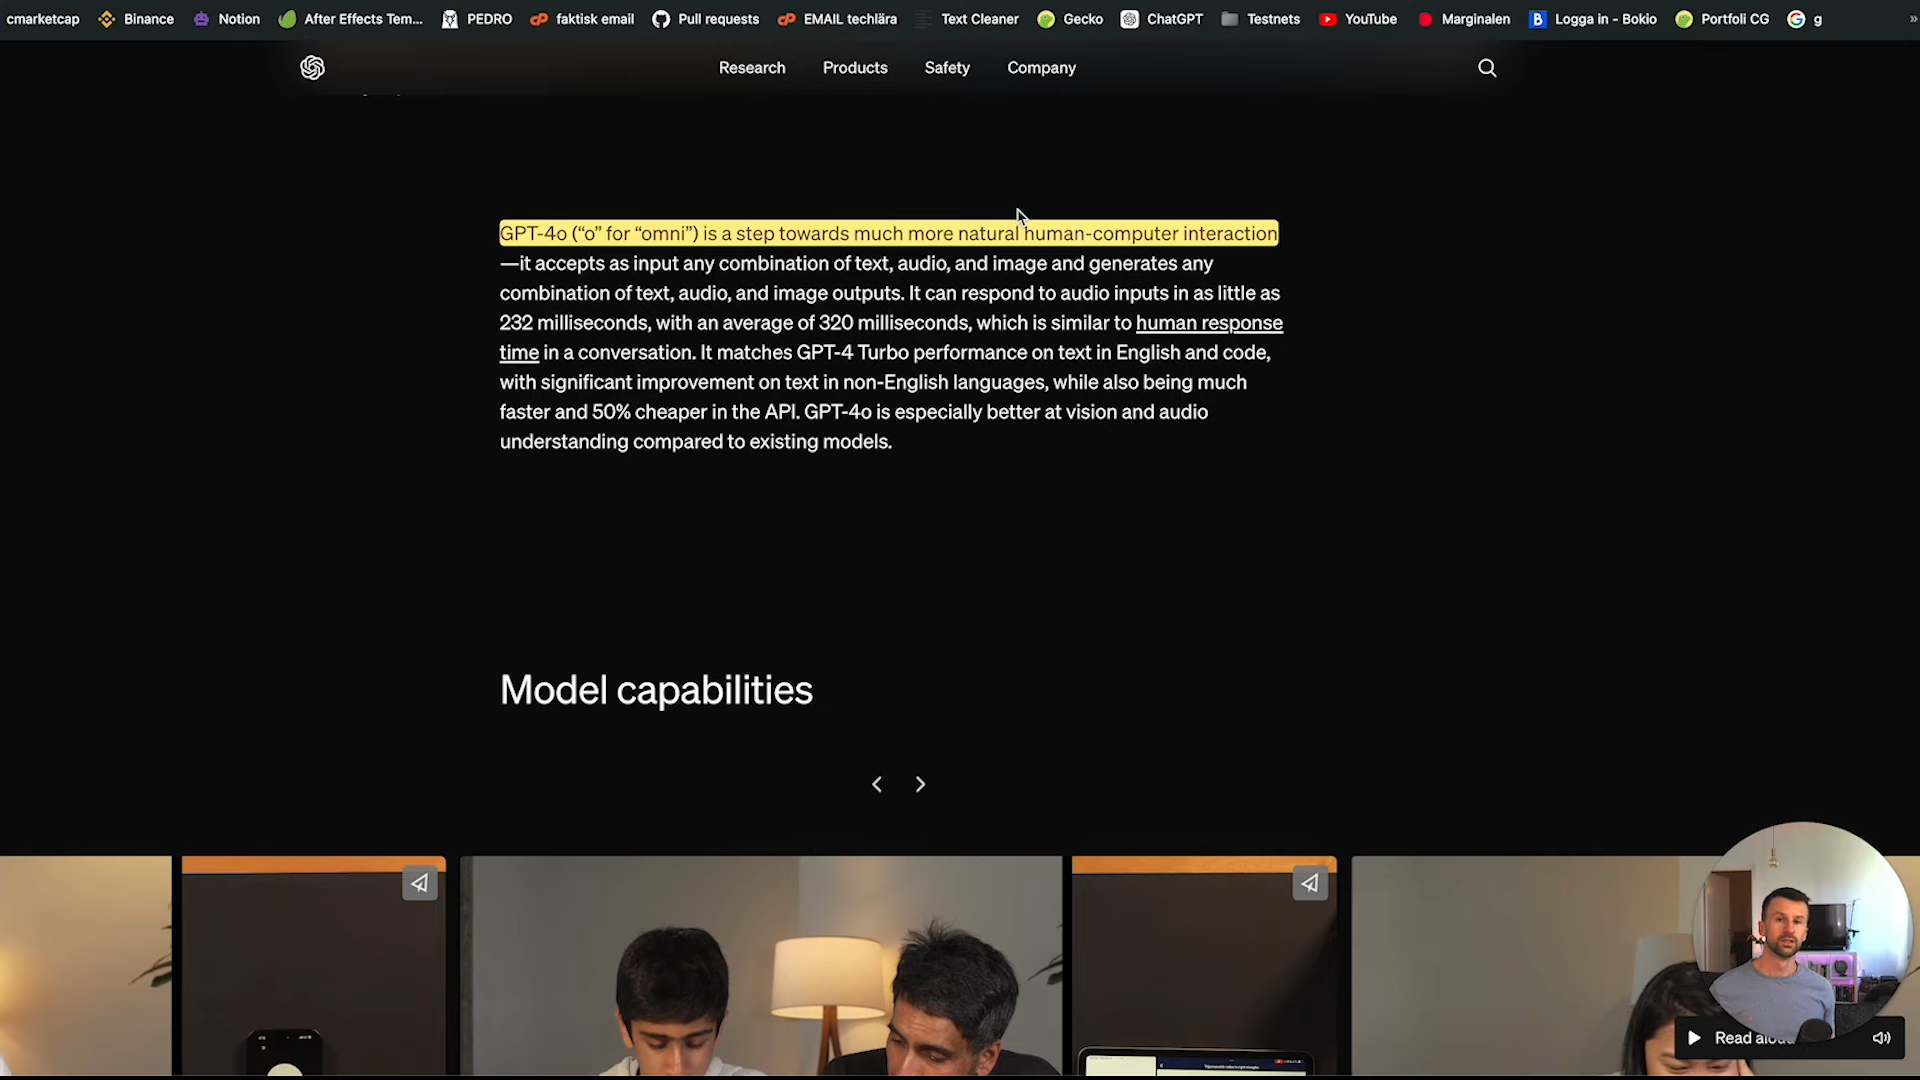 cmarketcap Binance Notion After Effects Tem... PEDRO faktisk email Pull requests EMAIL techlära Text Cleaner Gecko ChatGPT Testnets YouTube Marginalen B Logga in - Bokio Portfoli CG g »
Research Products Safety Company
GPT-4o (“o” for “omni”) is a step towards much more natural human-computer interaction
—it accepts as input any combination of text, audio, and image and generates any
combination of text, audio, and image outputs. It can respond to audio inputs in as little as
232 milliseconds, with an average of 320 milliseconds, which is similar to human response
time in a conversation. It matches GPT-4 Turbo performance on text in English and code,
with significant improvement on text in non-English languages, while also being much
faster and 50% cheaper in the API. GPT-4o is especially better at vision and audio
understanding compared to existing models.
Model capabilities
Read